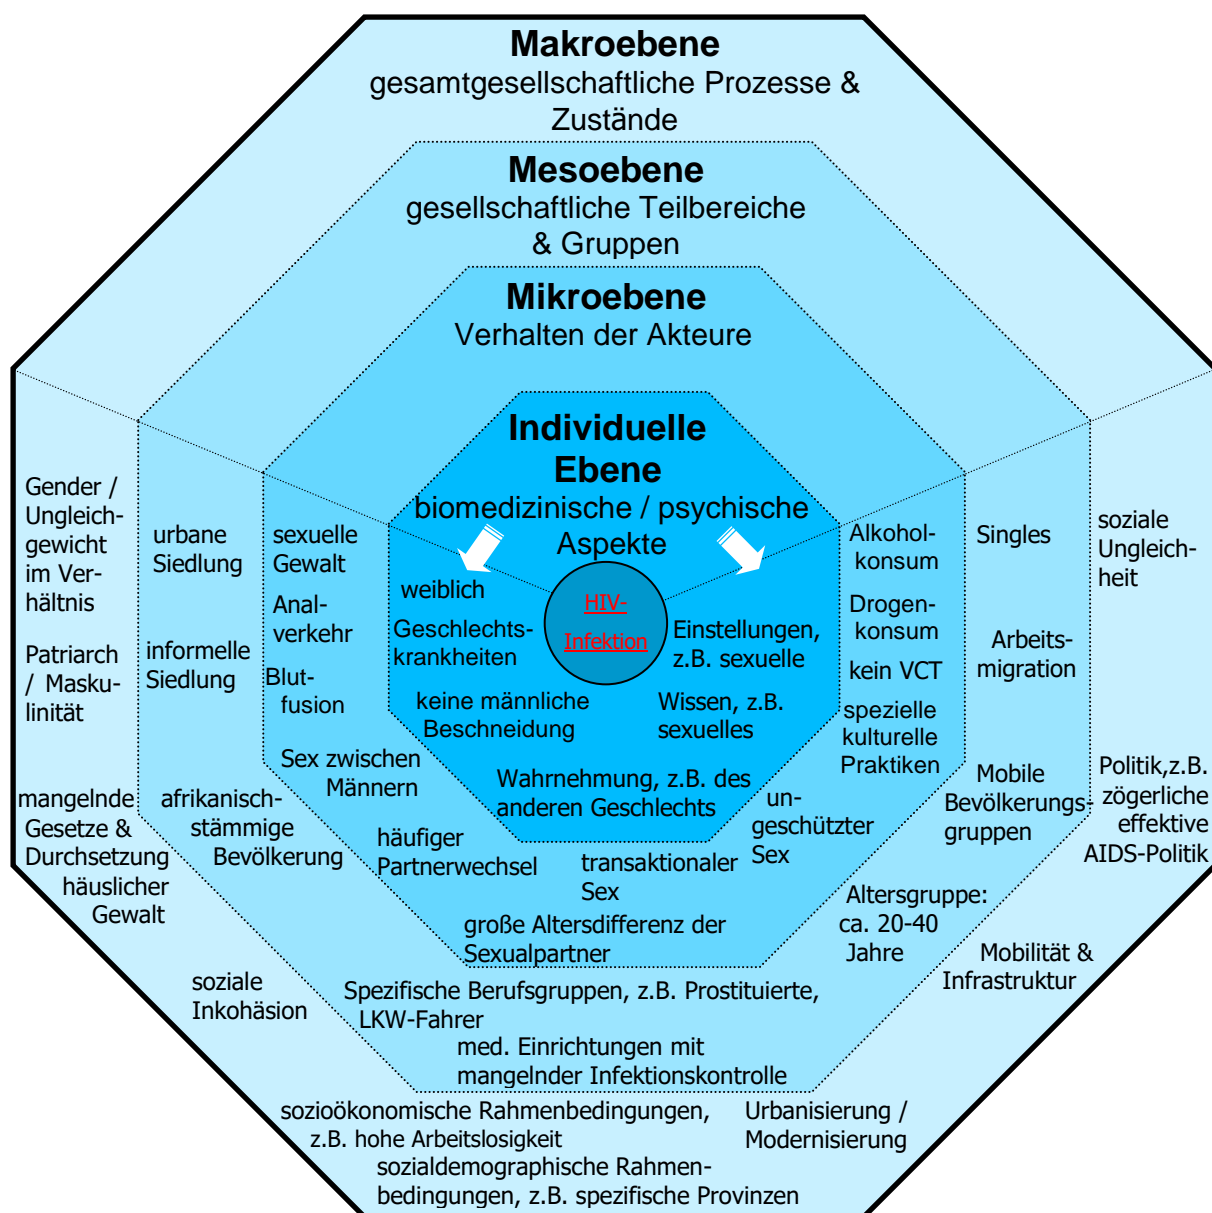 Makroebene
gesamtgesellschaftliche Prozesse &
Zustände
Mesoebene
gesellschaftliche Teilbereiche
& Gruppen
Mikroebene
Verhalten der Akteure
Individuelle
Ebene
biomedizinische / psychische
Aspekte
HIV-
Infektion
weiblich
Geschlechts-
krankheiten
keine männliche
Beschneidung
Wahrnehmung, z.B. des
anderen Geschlechts
Wissen, z.B.
sexuelles
Einstellungen,
z.B. sexuelle
sexuelle
Gewalt
Anal-
verkehr
Blut-
fusion
Sex zwischen
Männern
häufiger
Partnerwechsel
große Altersdifferenz der
Sexualpartner
transaktionaler
Sex
un-
geschützter
Sex
spezielle
kulturelle
Praktiken
kein VCT
Drogen-
konsum
Alkohol-
konsum
urbane
Siedlung
informelle
Siedlung
afrikanisch-
stämmige
Bevölkerung
Spezifische Berufsgruppen, z.B. Prostituierte,
LKW-Fahrer
med. Einrichtungen mit
mangelnder Infektionskontrolle
Altersgruppe:
ca. 20-40
Jahre
Mobile
Bevölkerungs-
gruppen
Arbeits-
migration
Singles
Gender /
Ungleich-
gewicht
im Ver-
hältnis
Patriarch
/ Masku-
linität
mangelnde
Gesetze &
Durchsetzung
häuslicher
Gewalt
soziale
Inkohäsion
sozioökonomische Rahmenbedingungen,
z.B. hohe Arbeitslosigkeit
sozialdemographische Rahmen-
bedingungen, z.B. spezifische Provinzen
Urbanisierung /
Modernisierung
Mobilität &
Infrastruktur
Politik,z.B.
zögerliche
effektive
AIDS-Politik
soziale
Ungleich-
heit